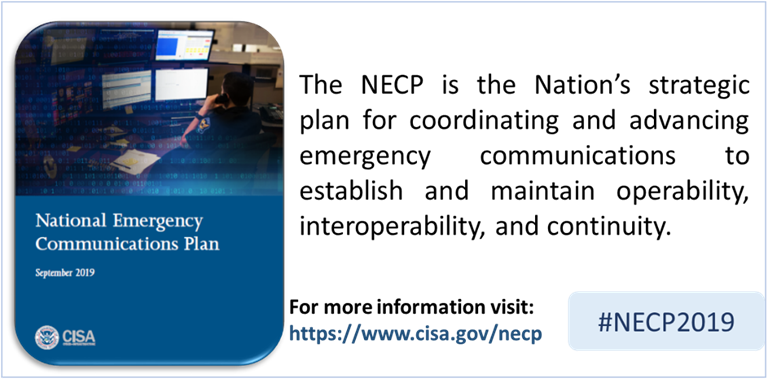 National Emergency
Communications Plan
September 2019
CISA
The NECP is the Nation’s strategic
plan for coordinating and advancing
emergency communications to
establish and maintain operability,
interoperability, and continuity.
For more information visit:
https://www.cisa.gov/necp
#NECP2019